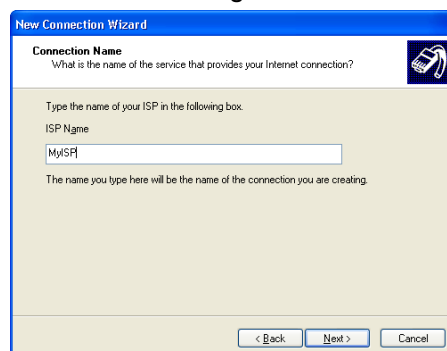 New Connection Wizard
Connection Name
What is the name of the service that provides your Internet connection?
Type the name of your ISP in the following box.
ISP Name
MyISP
The name you type here will be the name of the connection you are creating.
< Back Next > Cancel